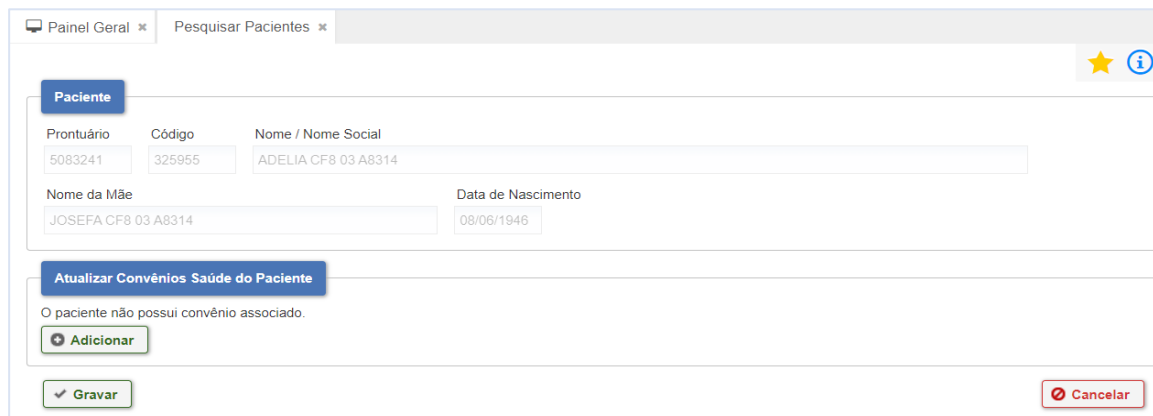 Painel Geral Pesquisar Pacientes
Paciente
Prontuário Código Nome / Nome Social
5083241 325955 ADELIA CF8 03 A8314
Nome da Mãe Data de Nascimento
JOSEFA CF8 03 A8314 08/06/1946
Atualizar Convênios Saúde do Paciente
O paciente não possui convênio associado.
Adicionar
Gravar Cancelar